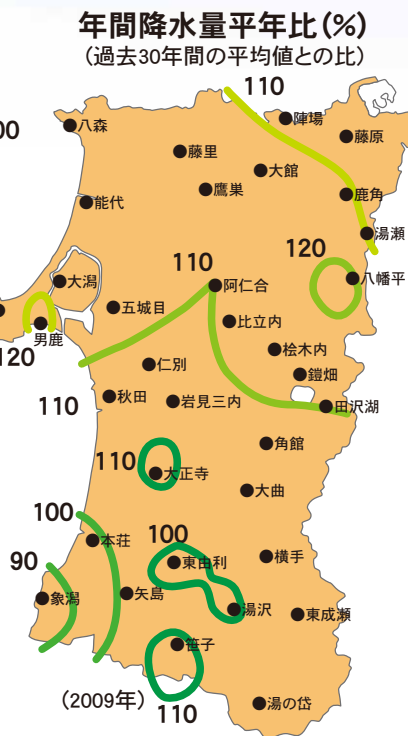 年間降水量平年比(%)
(過去30年間の平均値との比)
110
陣場
八森
00
藤原
藤里
大館
鷹巣
鹿角
能代
湯瀬
120
110
八幡平
大潟
阿仁合
五城目
比立内
男鹿
120
桧木内
仁別
鎧畑
秋田
岩見三内
110
田沢湖
角館
110
大正寺
大曲
100
本荘
100
90
東由利
横手
矢島
象潟
湯沢
東成瀬
笹子
(2009年)
110
湯の岱